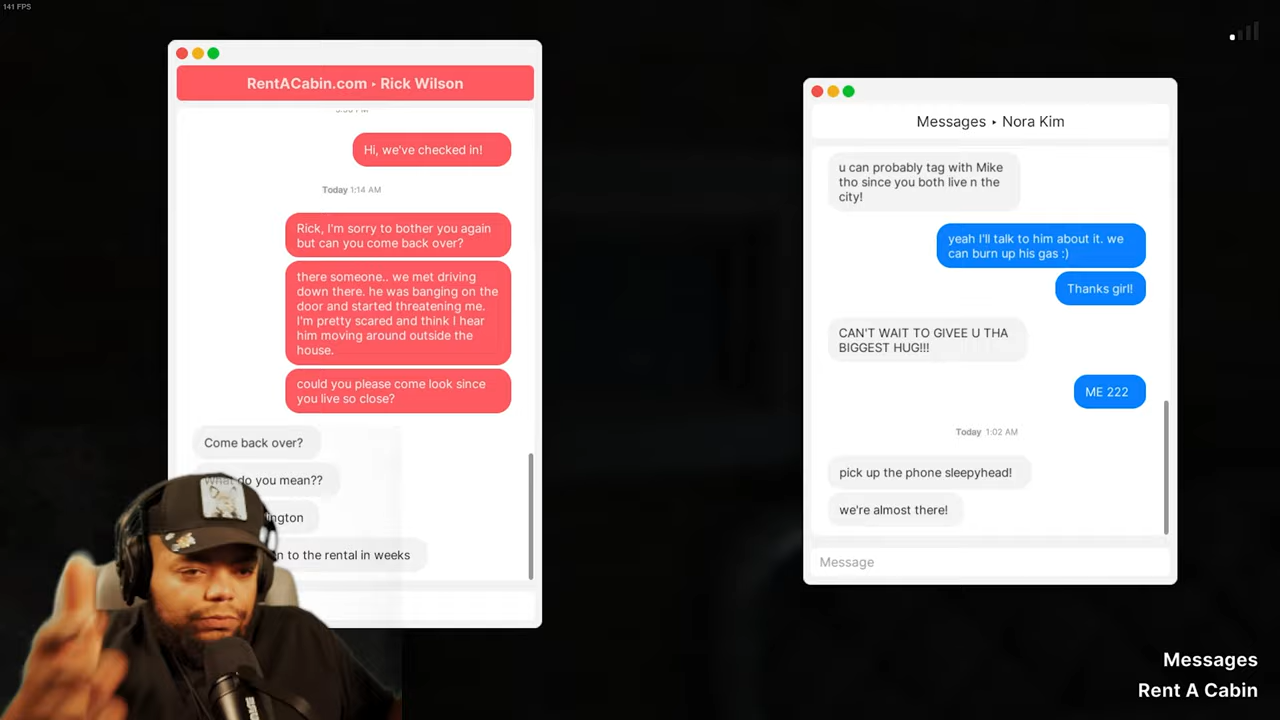 141 FPS
RentACabin.com ▸ Rick Wilson
Hi, we've checked in!
Today 1:14 AM
Rick, I'm sorry to bother you again
but can you come back over?
there someone.. we met driving
down there. he was banging on the
door and started threatening me.
I'm pretty scared and think I hear
him moving around outside the
house.
could you please come look since
you live so close?
Come back over?
What do you mean??
to the rental in weeks
Messages ▸ Nora Kim
u can probably tag with Mike
tho since you both live n the
city!
yeah I'll talk to him about it. we
can burn up his gas :)
Thanks girl!
CAN'T WAIT TO GIVEE U THA
BIGGEST HUG!!!
ME 222
Today 1:02 AM
pick up the phone sleepyhead!
we're almost there!
Message
Messages
Rent A Cabin